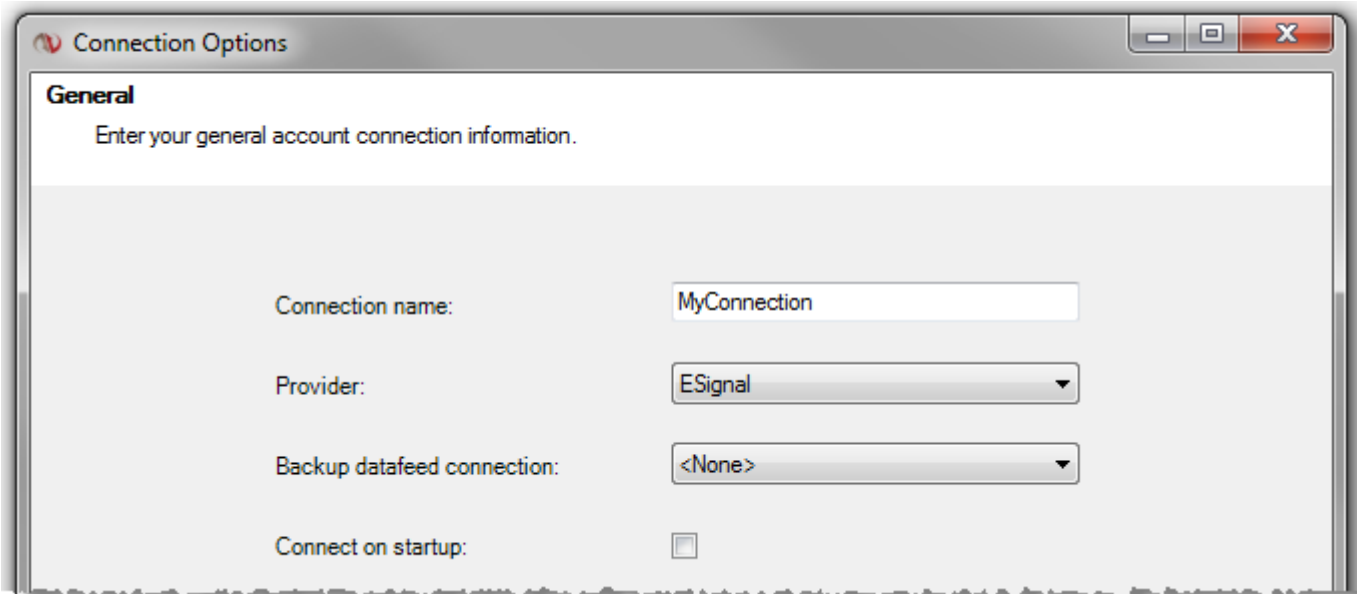 Connection Options
General
Enter your general account connection information.
Connection name: MyConnection
Provider: ESignal
Backup datafeed connection: <None>
Connect on startup: